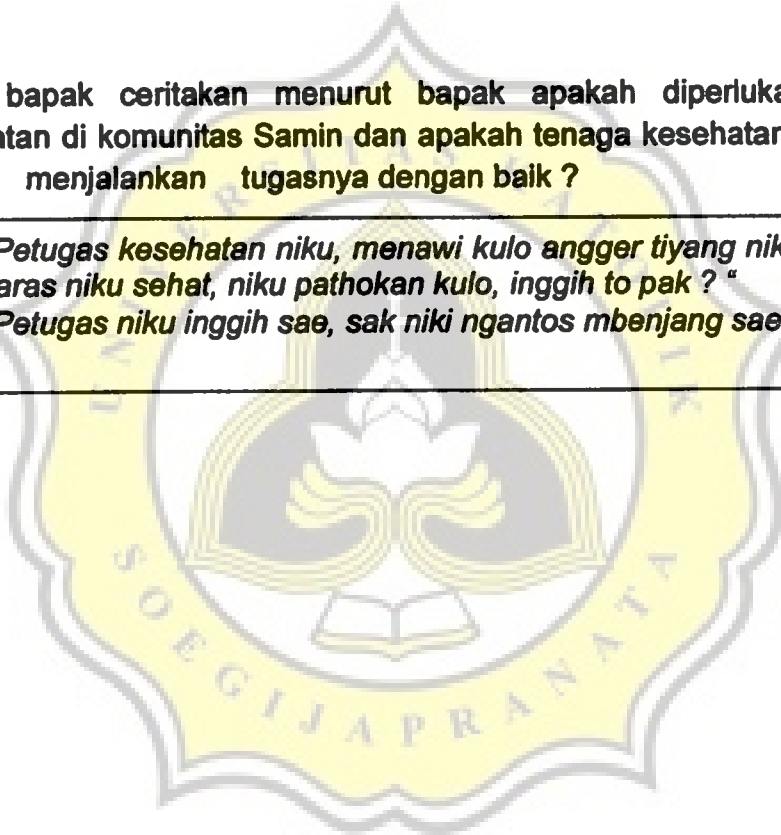 bapak ceritakan menurut bapak apakah diperluka
atan di komunitas Samin dan apakah tenaga kesehatan
menjalankan tugasnya dengan baik ?
Petugas kesehatan niku, menawi kulo angger tiyang nik
aras niku sehat, niku pathokan kulo, inggih to pak ? “
Petugas niku inggih sae, sak niki ngantos mbenjang sae
UNIVERSITAS KATOLIK
SOEGIJAPRANATA